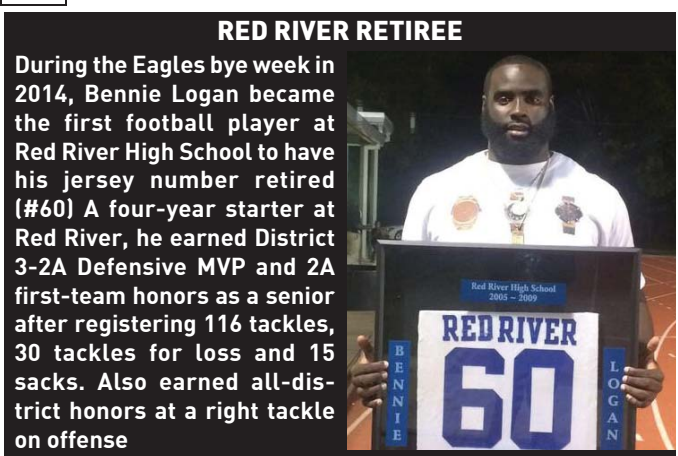 RED RIVER RETIREE
During the Eagles bye week in
2014, Bennie Logan became
the first football player at
Red River High School to have
his jersey number retired
(#60) A four-year starter at
Red River, he earned District
3-2A Defensive MVP and 2A
first-team honors as a senior
after registering 116 tackles,
30 tackles for loss and 15
sacks. Also earned all-dis-
trict honors at a right tackle
on offense
Red River High School
2005 ~ 2009
RED RIVER
60
BENNIE
LOGAN